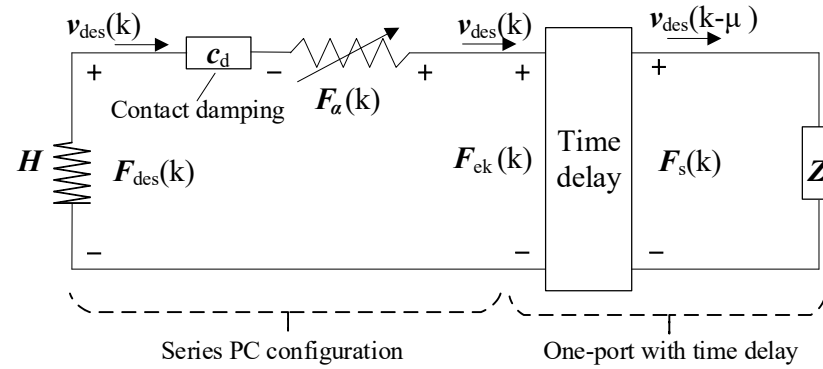 v_des(k)
v_des(k)
v_des(k-μ )
+
c_d
−
+
+
+
Contact damping
F_α(k)
Time
delay
H
F_des(k)
F_ek(k)
F_s(k)
Z
−
−
−
Series PC configuration
One-port with time delay